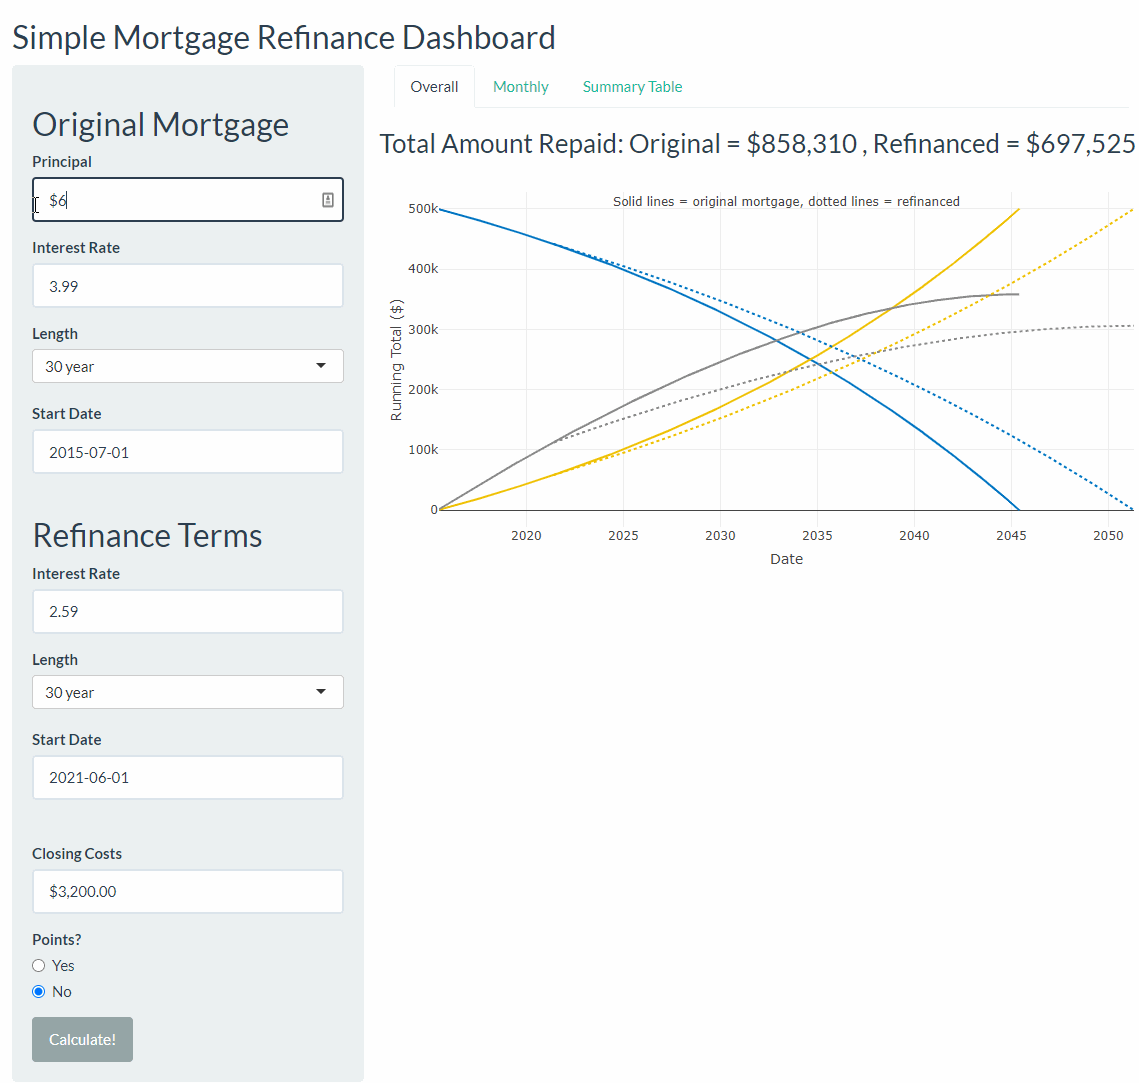 Simple Mortgage Refinance Dashboard
Original Mortgage
Principal
$6
Interest Rate
3.99
Length
30 year
Start Date
2015-07-01
Refinance Terms
Interest Rate
2.59
Length
30 year
Start Date
2021-06-01
Closing Costs
$3,200.00
Points?
Yes
No
Calculate!
Overall Monthly Summary Table
Total Amount Repaid: Original = $858,310 , Refinanced = $697,525
Solid lines = original mortgage, dotted lines = refinanced
Running Total ($)
500k
400k
300k
200k
100k
0
2020 2025 2030 2035 2040 2045 2050
Date